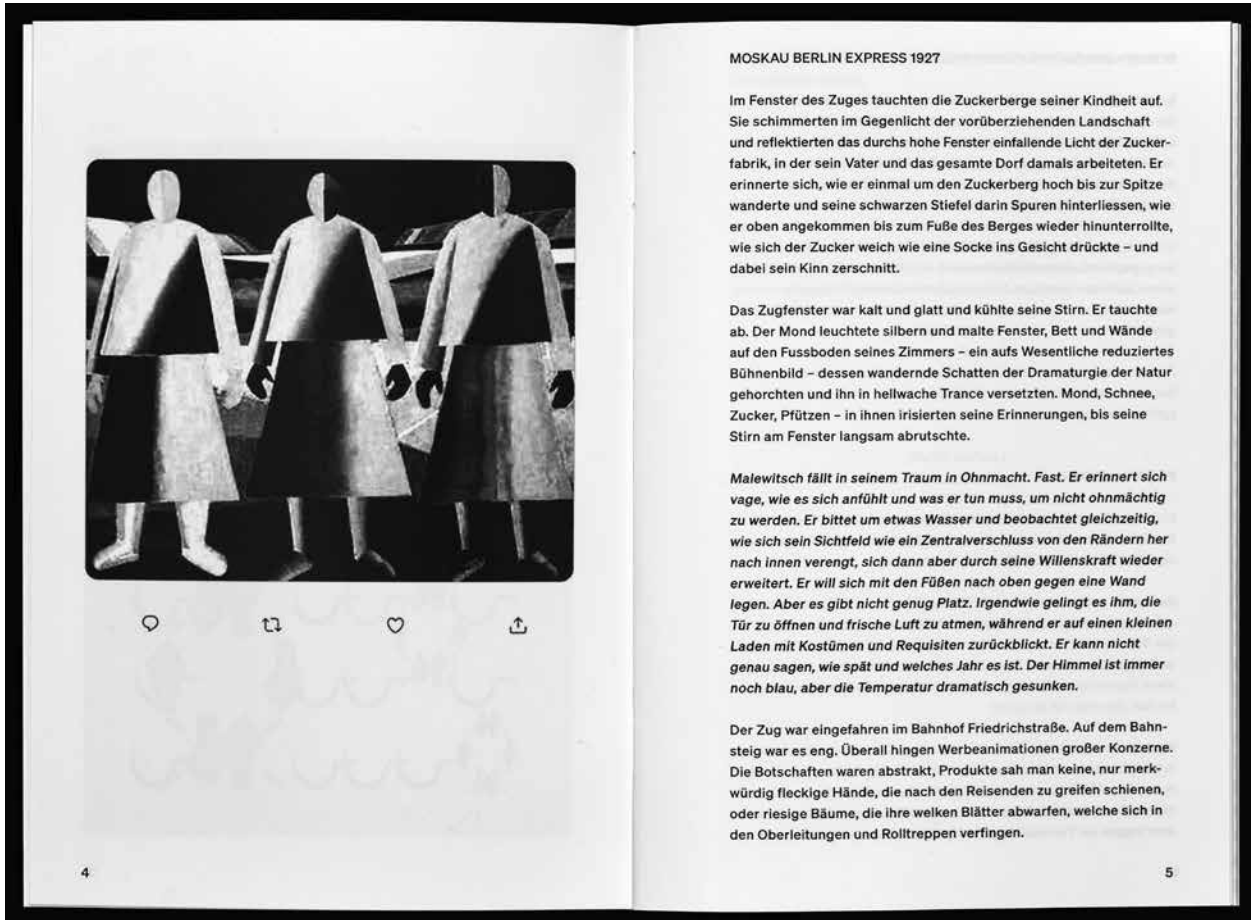 4
MOSKAU BERLIN EXPRESS 1927
Im Fenster des Zuges tauchten die Zuckerberge seiner Kindheit auf.
Sie schimmerten im Gegenlicht der vorüberziehenden Landschaft
und reflektierten das durchs hohe Fenster einfallende Licht der Zucker-
fabrik, in der sein Vater und das gesamte Dorf damals arbeiteten. Er
erinnerte sich, wie er einmal um den Zuckerberg hoch bis zur Spitze
wanderte und seine schwarzen Stiefel darin Spuren hinterliessen, wie
er oben angekommen bis zum Fuße des Berges wieder hinunterrollte,
wie sich der Zucker weich wie eine Socke ins Gesicht drückte – und
dabei sein Kinn zerschnitt.
Das Zugfenster war kalt und glatt und kühlte seine Stirn. Er tauchte
ab. Der Mond leuchtete silbern und malte Fenster, Bett und Wände
auf den Fussboden seines Zimmers – ein aufs Wesentliche reduziertes
Bühnenbild – dessen wandernde Schatten der Dramaturgie der Natur
gehorchten und ihn in hellwache Trance versetzten. Mond, Schnee,
Zucker, Pfützen – in ihnen irisierten seine Erinnerungen, bis seine
Stirn am Fenster langsam abrutschte.
Malewitsch fällt in seinem Traum in Ohnmacht. Fast. Er erinnert sich
vage, wie es sich anfühlt und was er tun muss, um nicht ohnmächtig
zu werden. Er bittet um etwas Wasser und beobachtet gleichzeitig,
wie sich sein Sichtfeld wie ein Zentralverschluss von den Rändern her
nach innen verengt, sich dann aber durch seine Willenskraft wieder
erweitert. Er will sich mit den Füßen nach oben gegen eine Wand
legen. Aber es gibt nicht genug Platz. Irgendwie gelingt es ihm, die
Tür zu öffnen und frische Luft zu atmen, während er auf einen kleinen
Laden mit Kostümen und Requisiten zurückblickt. Er kann nicht
genau sagen, wie spät und welches Jahr es ist. Der Himmel ist immer
noch blau, aber die Temperatur dramatisch gesunken.
Der Zug war eingefahren im Bahnhof Friedrichstraße. Auf dem Bahn-
steig war es eng. Überall hingen Werbeanimationen großer Konzerne.
Die Botschaften waren abstrakt, Produkte sah man keine, nur merk-
würdig fleckige Hände, die nach den Reisenden zu greifen schienen,
oder riesige Bäume, die ihre welken Blätter abwarfen, welche sich in
den Oberleitungen und Rolltreppen verfingen.
5